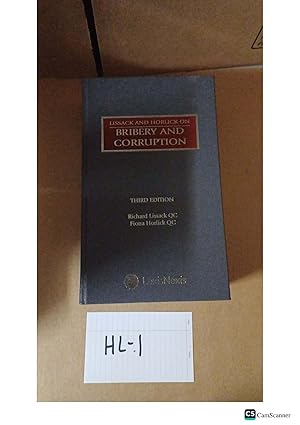 LISSACK AND HORLICK ON
BRIBERY AND
CORRUPTION
THIRD EDITION
Richard Lissack QC
Fiona Horlick QC
LexisNexis
HL-1
CS CamScanner